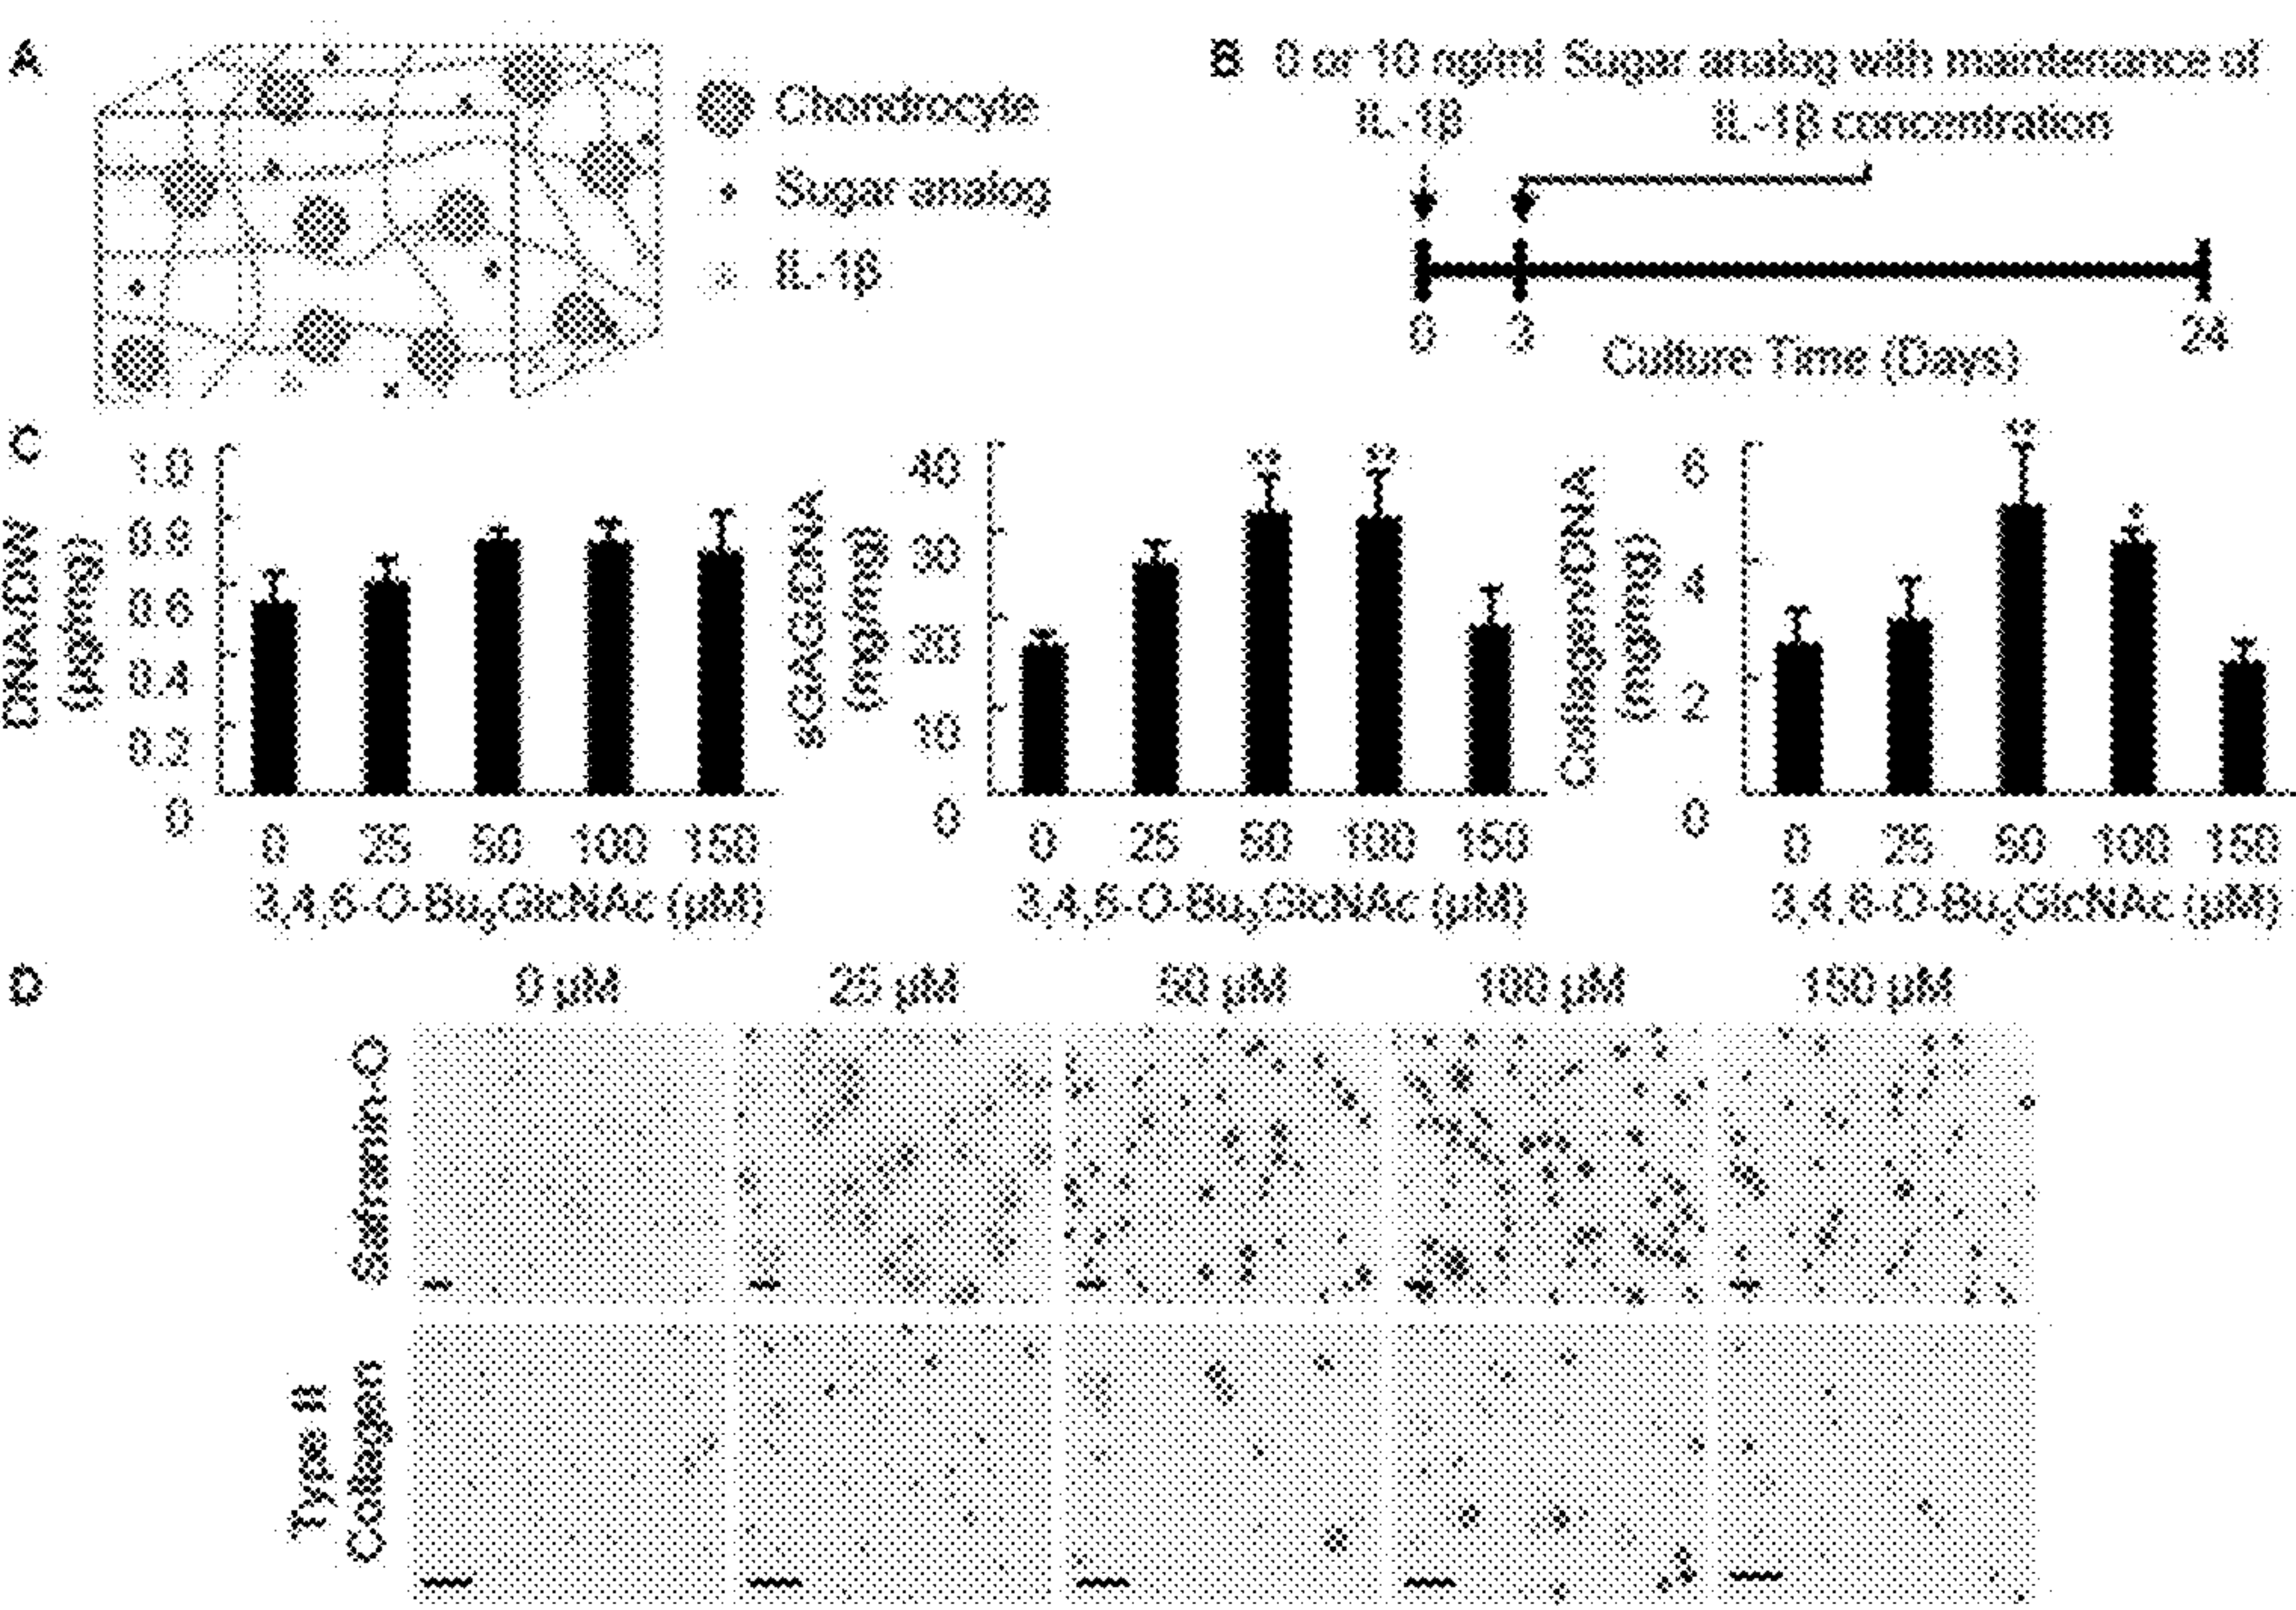 A
Chondrocyte
Sugar analog
IL-1β
B 0 or 10 ng/ml Sugar analog with maintenance of
IL-1β IL-1β concentration
0 3 24
Culture Time (Days)
C
DNA/DW
(µg/mg)
1.0
0.8
0.6
0.4
0.2
0
0 25 50 100 150
3,4,6-O-Bu3GlcNAc (µM)
sGAG/DNA
(mg/mg)
40
30
20
10
0
**
**
0 25 50 100 150
3,4,6-O-Bu3GlcNAc (µM)
Collagen/DNA
(mg/mg)
6
4
2
0
**
*
0 25 50 100 150
3,4,6-O-Bu3GlcNAc (µM)
D
0 µM 25 µM 50 µM 100 µM 150 µM
Safranin-O
Type II
Collagen